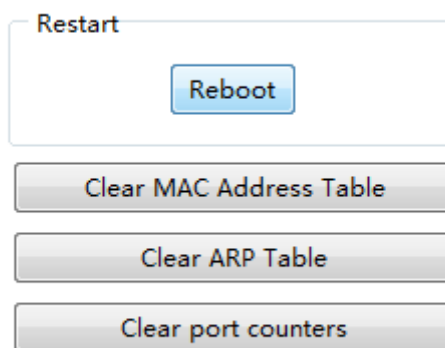 Restart
Reboot
Clear MAC Address Table
Clear ARP Table
Clear port counters